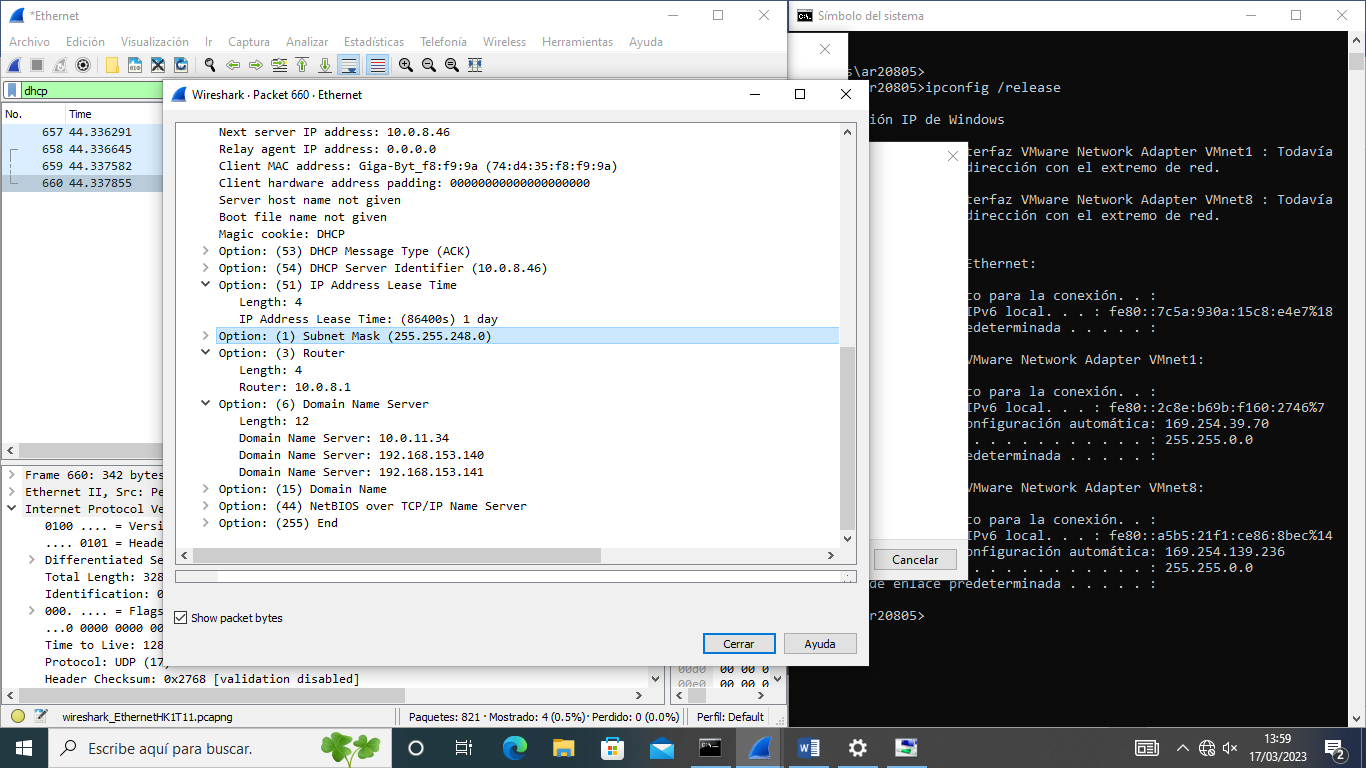 *Ethernet
Archivo Edición Visualización Ir Captura Analizar Estadísticas Telefonía Wireless Herramientas Ayuda
dhcp
No. Time
657 44.336291
658 44.336645
659 44.337582
660 44.337855
Frame 660: 342 bytes
Ethernet II, Src: Pe
Internet Protocol Ve
0100 .... = Versi
.... 0101 = Heade
Differentiated Se
Total Length: 328
Identification: 0
000. .... = Flags
...0 0000 0000 00
Time to Live: 128
Protocol: UDP (17)
Header Checksum: 0x2768 [validation disabled]
00d0 00 00 0
00e0 00 00 0
wireshark_EthernetHK1T11.pcapng
Paquetes: 821 · Mostrado: 4 (0.5%) · Perdido: 0 (0.0%)
Perfil: Default
Wireshark · Packet 660 · Ethernet
Next server IP address: 10.0.8.46
Relay agent IP address: 0.0.0.0
Client MAC address: Giga-Byt_f8:f9:9a (74:d4:35:f8:f9:9a)
Client hardware address padding: 00000000000000000000
Server host name not given
Boot file name not given
Magic cookie: DHCP
Option: (53) DHCP Message Type (ACK)
Option: (54) DHCP Server Identifier (10.0.8.46)
Option: (51) IP Address Lease Time
Length: 4
IP Address Lease Time: (86400s) 1 day
Option: (1) Subnet Mask (255.255.248.0)
Option: (3) Router
Length: 4
Router: 10.0.8.1
Option: (6) Domain Name Server
Length: 12
Domain Name Server: 10.0.11.34
Domain Name Server: 192.168.153.140
Domain Name Server: 192.168.153.141
Option: (15) Domain Name
Option: (44) NetBIOS over TCP/IP Name Server
Option: (255) End
Show packet bytes
Cerrar
Ayuda
Cancelar
Símbolo del sistema
s\ar20805>
ar20805>ipconfig /release
ión IP de Windows
terfaz VMware Network Adapter VMnet1 : Todavía
dirección con el extremo de red.
terfaz VMware Network Adapter VMnet8 : Todavía
dirección con el extremo de red.
Ethernet:
co para la conexión. . :
IPv6 local. . . : fe80::7c5a:930a:15c8:e4e7%18
edeterminada . . . . . :
VMware Network Adapter VMnet1:
co para la conexión. . :
IPv6 local. . . : fe80::2c8e:b69b:f160:2746%7
onfiguración automática: 169.254.39.70
. . . . . . . . . . . . : 255.255.0.0
edeterminada . . . . . :
VMware Network Adapter VMnet8:
co para la conexión. . :
IPv6 local. . . : fe80::a5b5:21f1:ce86:8bec%14
onfiguración automática: 169.254.139.236
. . . . . . . . . . . . : 255.255.0.0
de enlace predeterminada . . . . . :
ar20805>
Escribe aquí para buscar.
13:59
17/03/2023
2